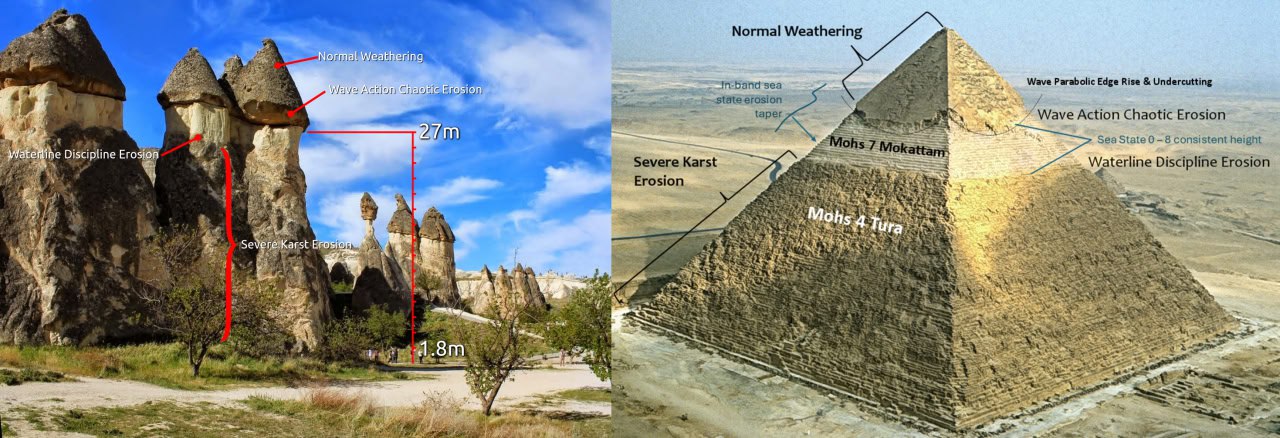 Normal Weathering
Wave Action Chaotic Erosion
27m
Waterline Discipline Erosion
Severe Karst Erosion
1.8m
Normal Weathering
Wave Parabolic Edge Rise & Undercutting
In-band sea
state erosion
taper
Wave Action Chaotic Erosion
Sea State 0 – 8 consistent height
Mohs 7 Mokattam
Waterline Discipline Erosion
Severe Karst
Erosion
Mohs 4 Tura